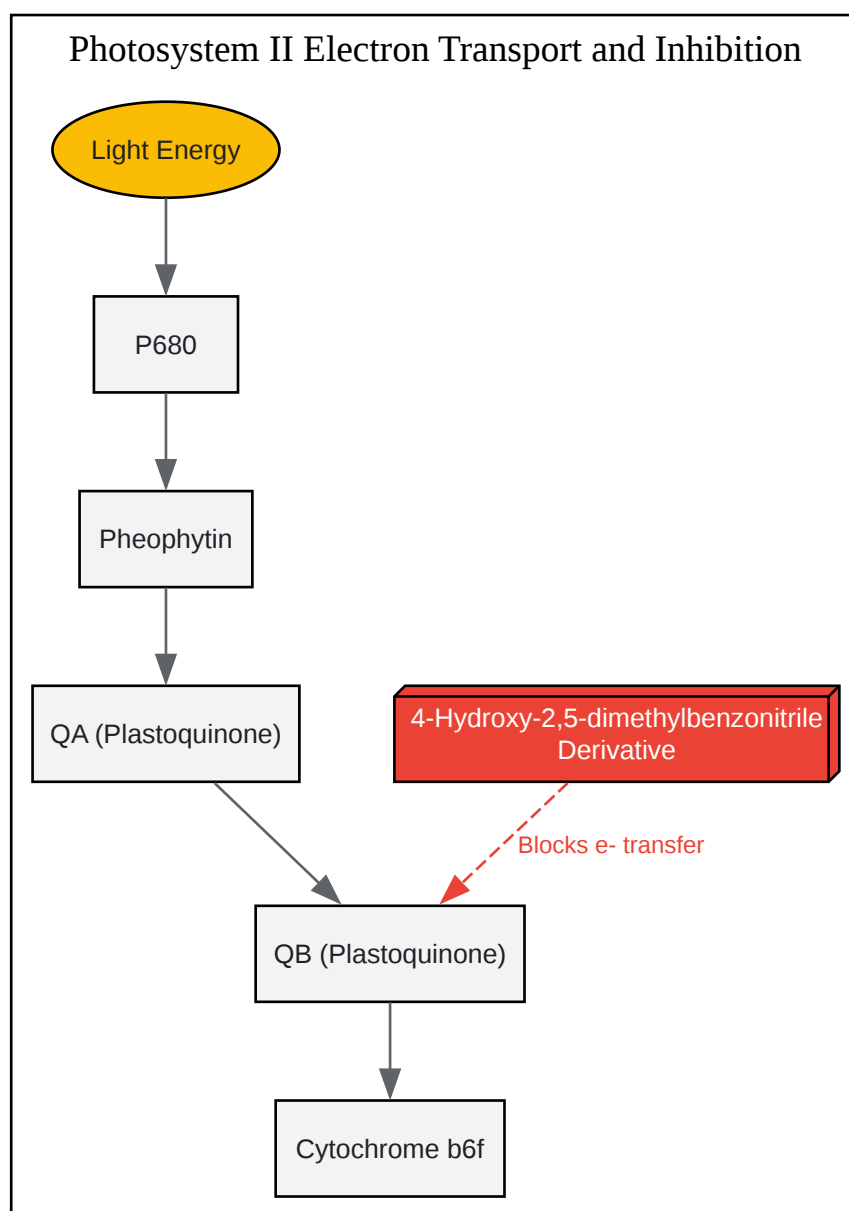 Photosystem II Electron Transport and Inhibition
Light Energy
P680
Pheophytin
QA (Plastoquinone)
4-Hydroxy-2,5-dimethylbenzonitrile
Derivative
Blocks e- transfer
QB (Plastoquinone)
Cytochrome b6f